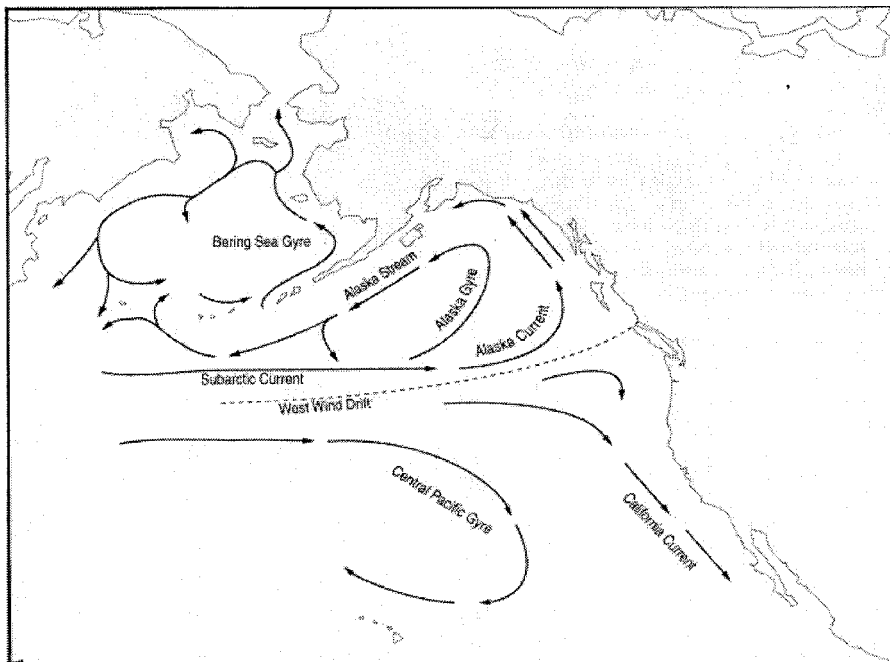 Bering Sea Gyre
Alaska Stream
Alaska Gyre
Alaska Current
Subarctic Current
West Wind Drift
Central Pacific Gyre
California Current